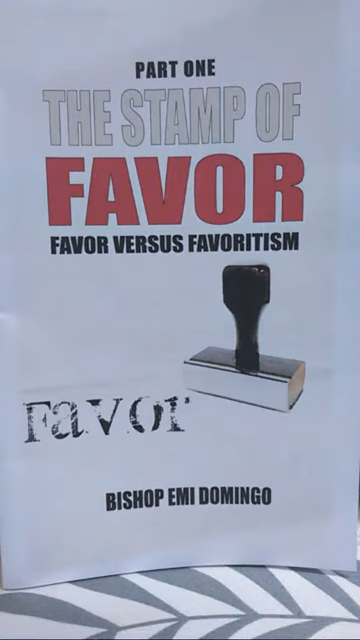 PART ONE
THE STAMP OF
FAVOR
FAVOR VERSUS FAVORITISM
Favor
BISHOP EMI DOMINGO